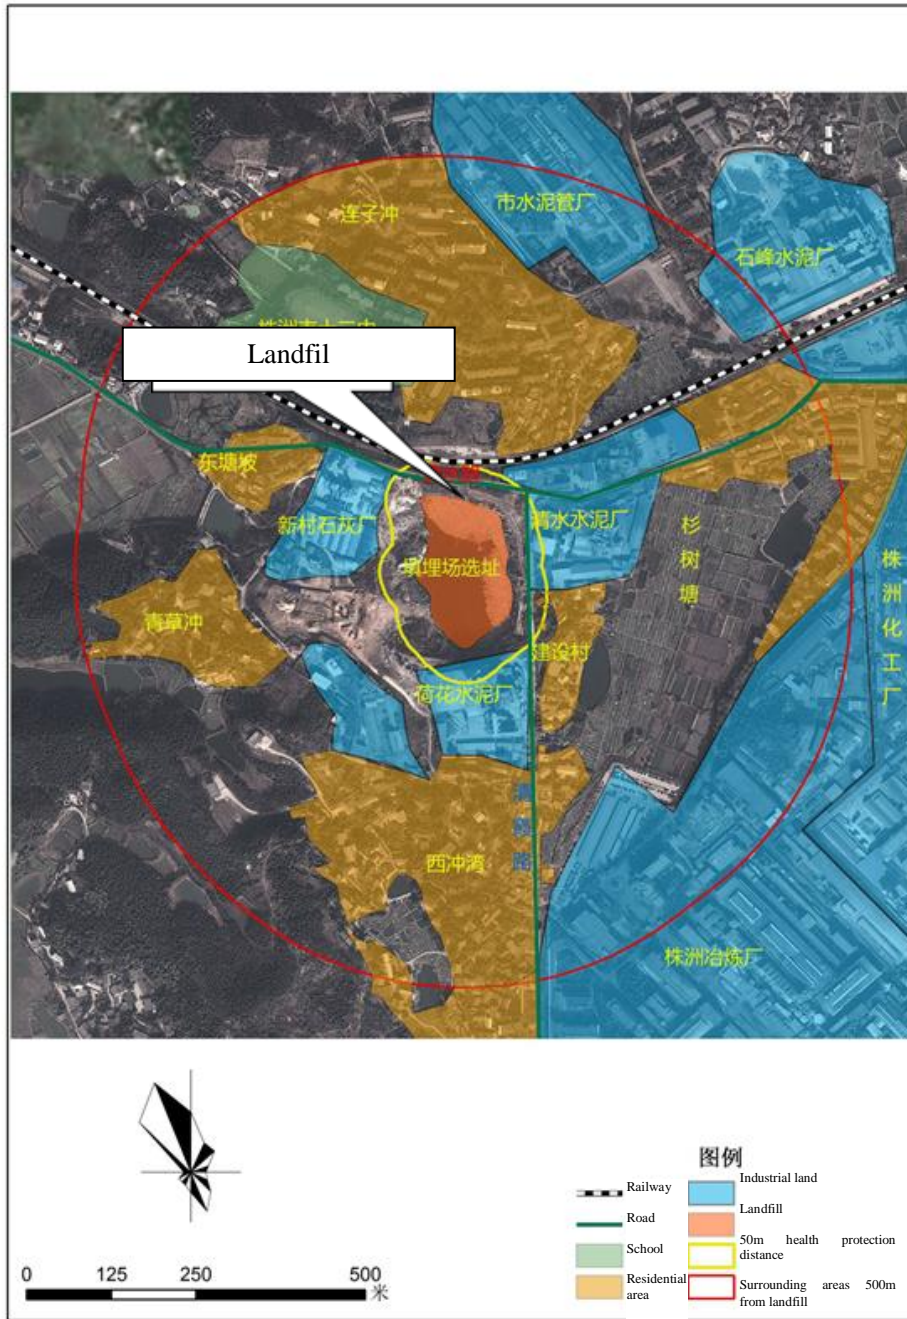 连子冲
市水泥管厂
石峰水泥厂
Landfil
东塘坡
新村石灰厂
清水水泥厂
杉树塘
填埋场选址
株洲化工厂
青草冲
建设村
荷花水泥厂
西冲湾
株洲冶炼厂
图例
Railway
Industrial land
Road
Landfill
School
50m health protection
distance
Residential
area
Surrounding areas 500m
from landfill
0 125 250 500
米